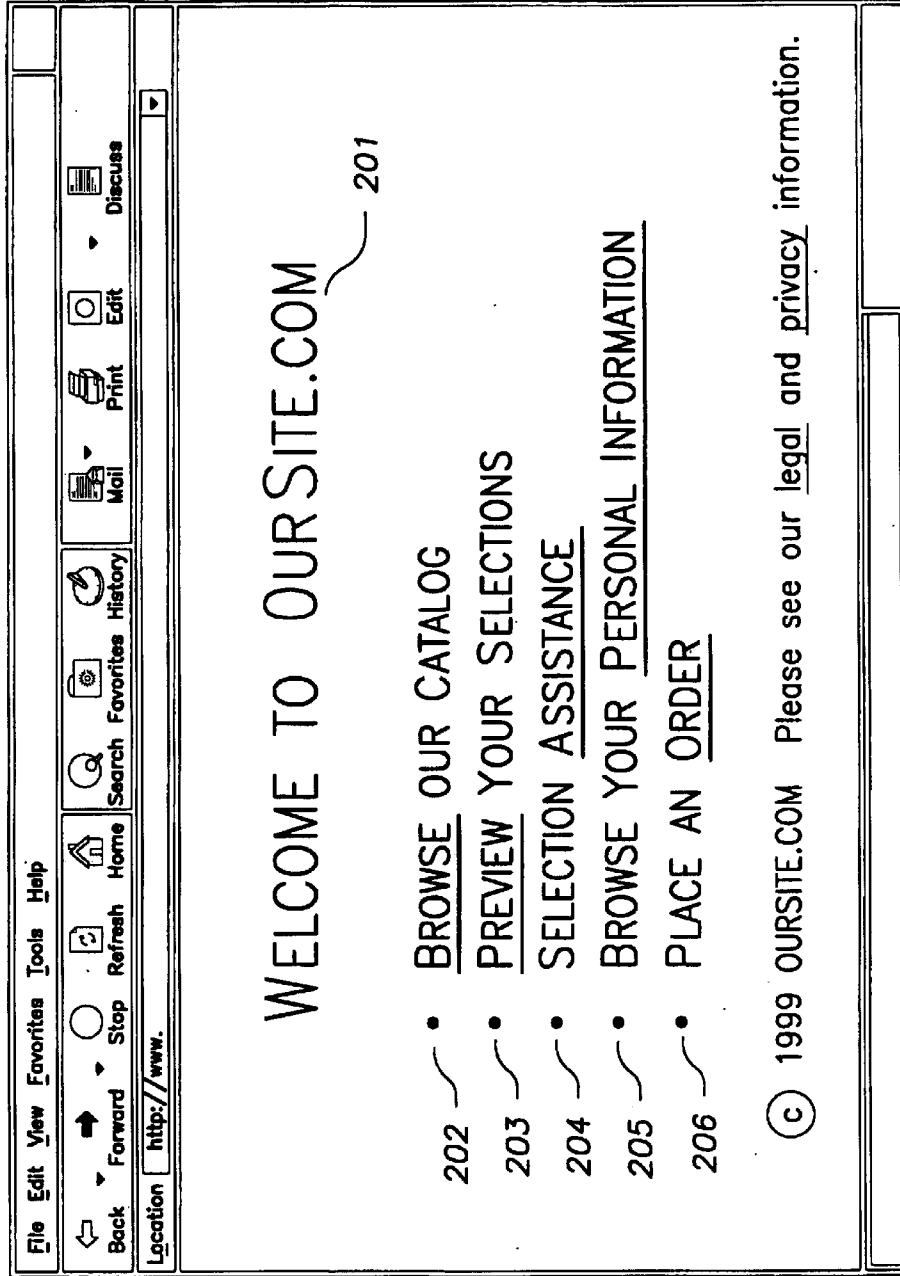 File Edit View Favorites Tools Help
Back Forward Stop Refresh Home Search Favorites History Mail Print Edit Discuss
Location http://www.
WELCOME TO OURSITE.COM
201
202 • BROWSE OUR CATALOG
203 • PREVIEW YOUR SELECTIONS
204 • SELECTION ASSISTANCE
205 • BROWSE YOUR PERSONAL INFORMATION
206 • PLACE AN ORDER
© 1999 OURSITE.COM Please see our legal and privacy information.